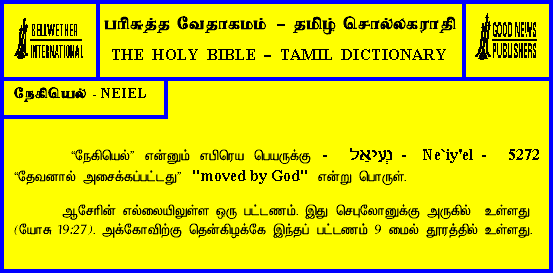 BELLWETHER
INTERNATIONAL
பரிசுத்த வேதாகமம் – தமிழ் சொல்லகராதி
THE HOLY BIBLE – TAMIL DICTIONARY
GOOD NEWS
PUBLISHERS
நேகியெல் - NEIEL
“நேகியெல்” என்னும் எபிரெய பெயருக்கு - נְעִיאֵל - Ne`iy'el - 5272
“தேவனால் அசைக்கப்பட்டது” "moved by God" என்று பொருள்.
ஆசேரின் எல்லையிலுள்ள ஒரு பட்டணம். இது செபுலோனுக்கு அருகில் உள்ளது
(யோசு 19:27). அக்கோவிற்கு தென்கிழக்கே இந்தப் பட்டணம் 9 மைல் தூரத்தில் உள்ளது.